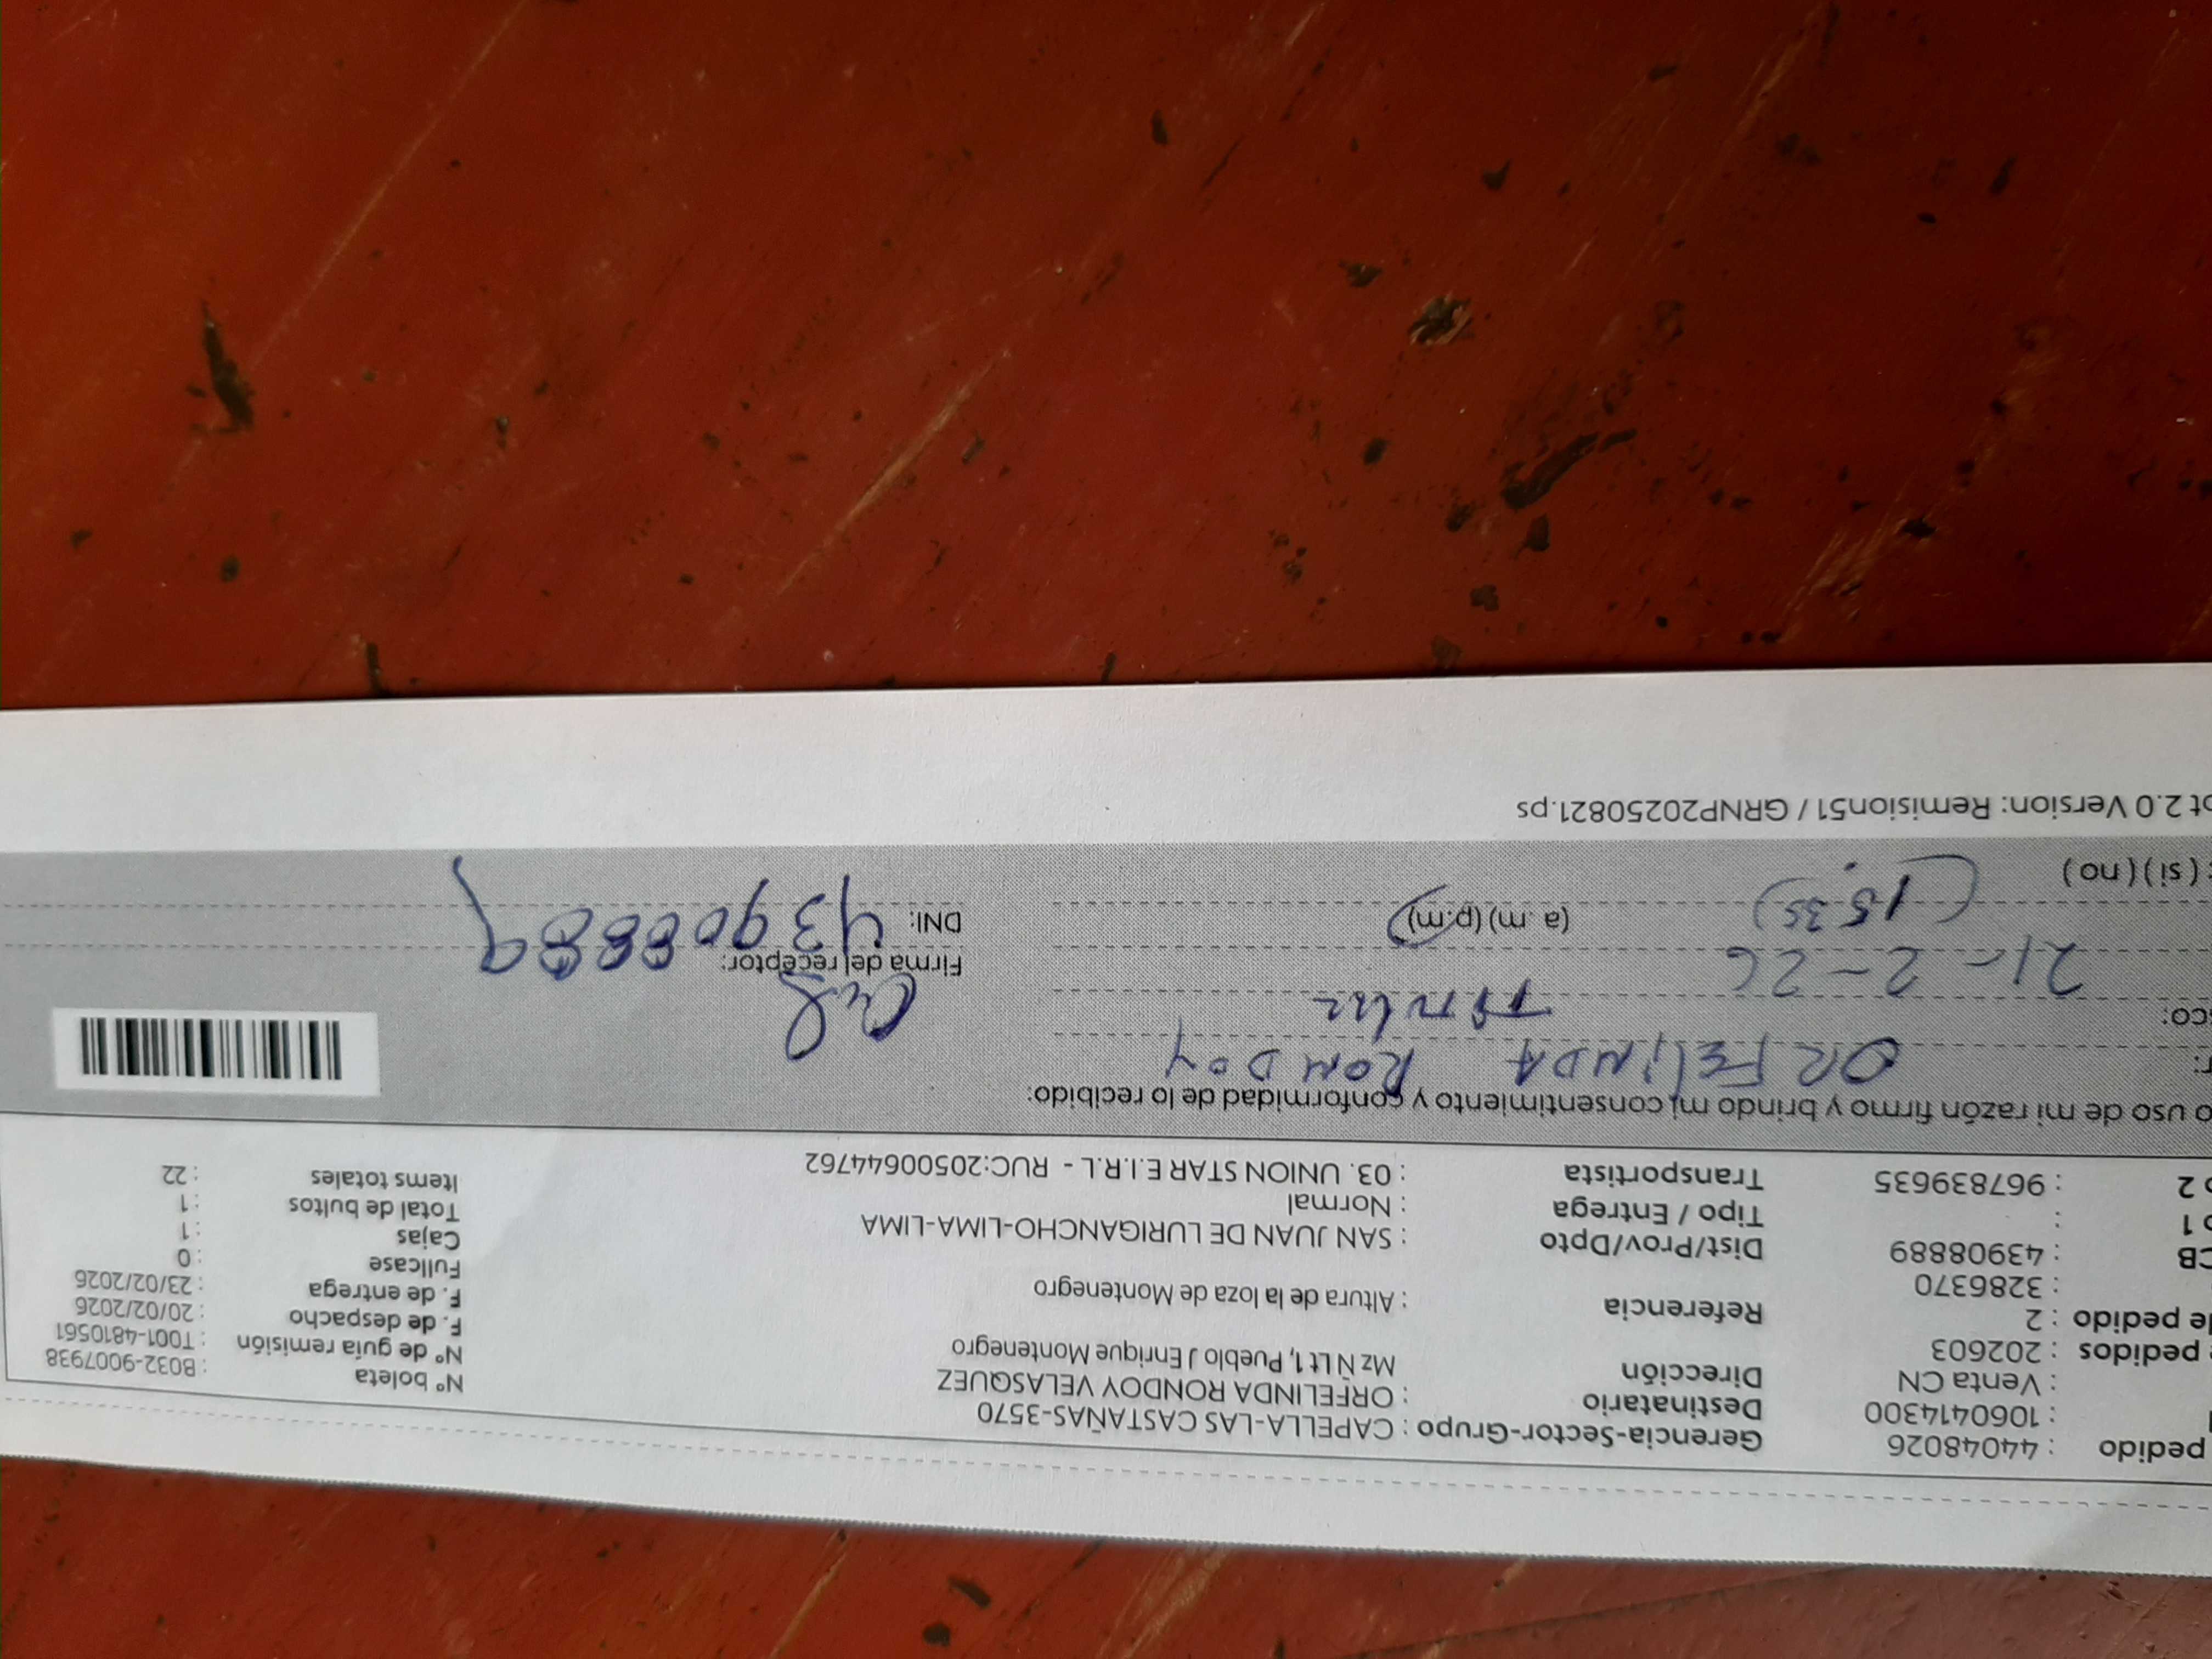 pedido : 44048026 Gerencia-Sector-Grupo : CAPELLA-LAS CASTAÑAS-3570
: 1060414300 Destinatario : ORFELINDA RONDOY VELASQUEZ Nº boleta : B032-9007938
: Venta CN Dirección Mz Ñ Lt 1, Pueblo J Enrique Montenegro Nº de guía remisión : T001-4810561
pedidos : 202603 F. de despacho : 20/02/2026
de pedido : 2 Referencia : Altura de la loza de Montenegro F. de entrega : 23/02/2026
: 3286370 Fullcase : 0
CB : 43908889 Dist/Prov/Dpto : SAN JUAN DE LURIGANCHO-LIMA-LIMA Cajas : 1
1 : Tipo / Entrega : Normal Total de bultos : 1
2 : 967839635 Transportista : 03. UNION STAR E.I.R.L - RUC:20500644762 Items totales : 22
uso de mi razón firmo y brindo mi consentimiento y conformidad de lo recibido:
ORFELINDA RONDOY
co:
21-2-26 Firma del receptor:
(15.35) (a. m) (p.m) DNI: 43908889
: ( si ) ( no )
pt 2.0 Version: Remision51 / GRNP20250821.ps